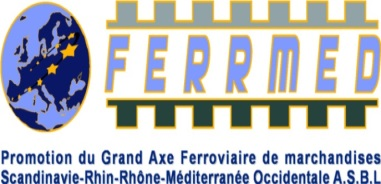 FERRMED
Promotion du Grand Axe Ferroviaire de marchandises
Scandinavie-Rhin-Rhône-Méditerranée Occidentale A.S.B.L